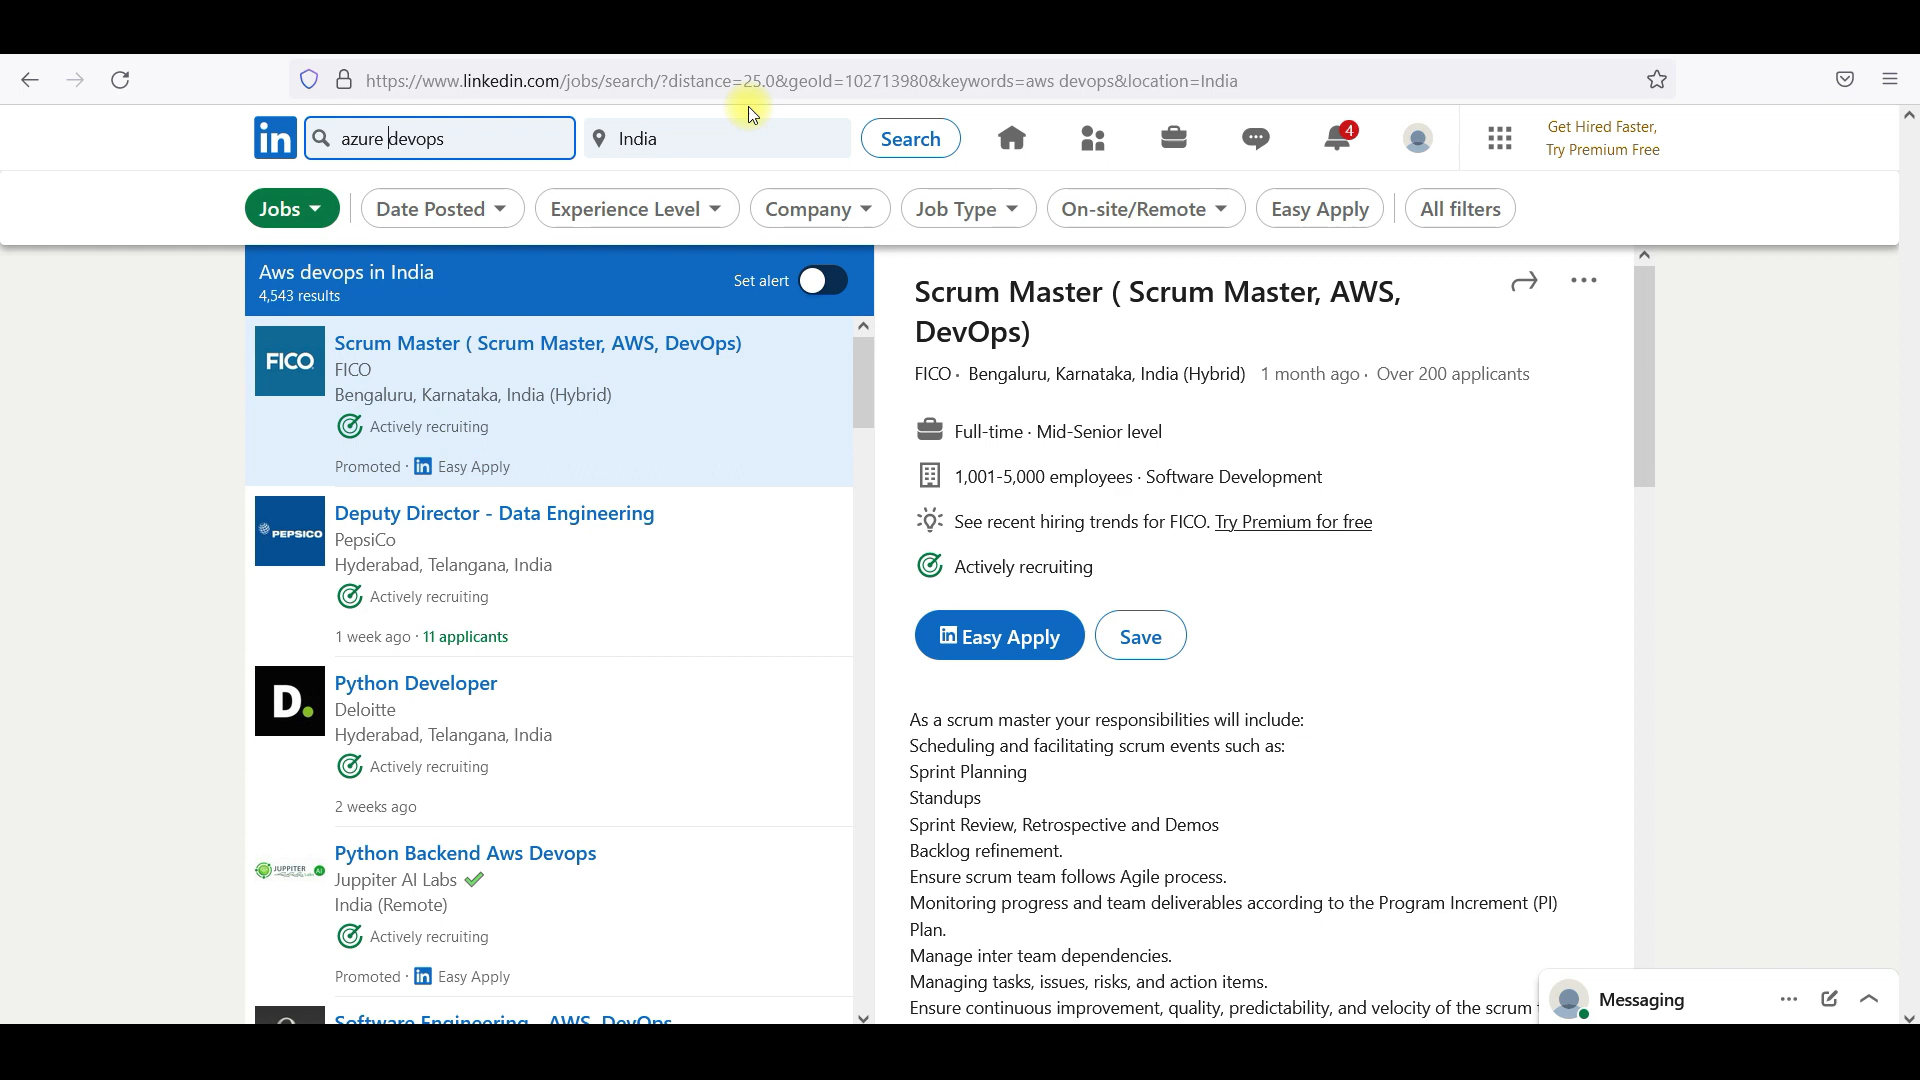 https://www.linkedin.com/jobs/search/?distance=25.0&geoId=102713980&keywords=aws devops&location=India
azure devops
India
Search
4
Get Hired Faster,
Try Premium Free
Jobs
Date Posted
Experience Level
Company
Job Type
On-site/Remote
Easy Apply
All filters
Aws devops in India
4,543 results
Set alert
FICO
Scrum Master ( Scrum Master, AWS, DevOps)
FICO
Bengaluru, Karnataka, India (Hybrid)
Actively recruiting
Promoted · in Easy Apply
PEPSICO
Deputy Director - Data Engineering
PepsiCo
Hyderabad, Telangana, India
Actively recruiting
1 week ago · 11 applicants
D.
Python Developer
Deloitte
Hyderabad, Telangana, India
Actively recruiting
2 weeks ago
JUPPITER AI
Python Backend Aws Devops
Juppiter AI Labs
India (Remote)
Actively recruiting
Promoted · in Easy Apply
Software Engineering - AWS, DevOps
Scrum Master ( Scrum Master, AWS,
DevOps)
FICO · Bengaluru, Karnataka, India (Hybrid) 1 month ago · Over 200 applicants
Full-time · Mid-Senior level
1,001-5,000 employees · Software Development
See recent hiring trends for FICO. Try Premium for free
Actively recruiting
in Easy Apply
Save
As a scrum master your responsibilities will include:
Scheduling and facilitating scrum events such as:
Sprint Planning
Standups
Sprint Review, Retrospective and Demos
Backlog refinement.
Ensure scrum team follows Agile process.
Monitoring progress and team deliverables according to the Program Increment (PI)
Plan.
Manage inter team dependencies.
Managing tasks, issues, risks, and action items.
Ensure continuous improvement, quality, predictability, and velocity of the scrum
Messaging